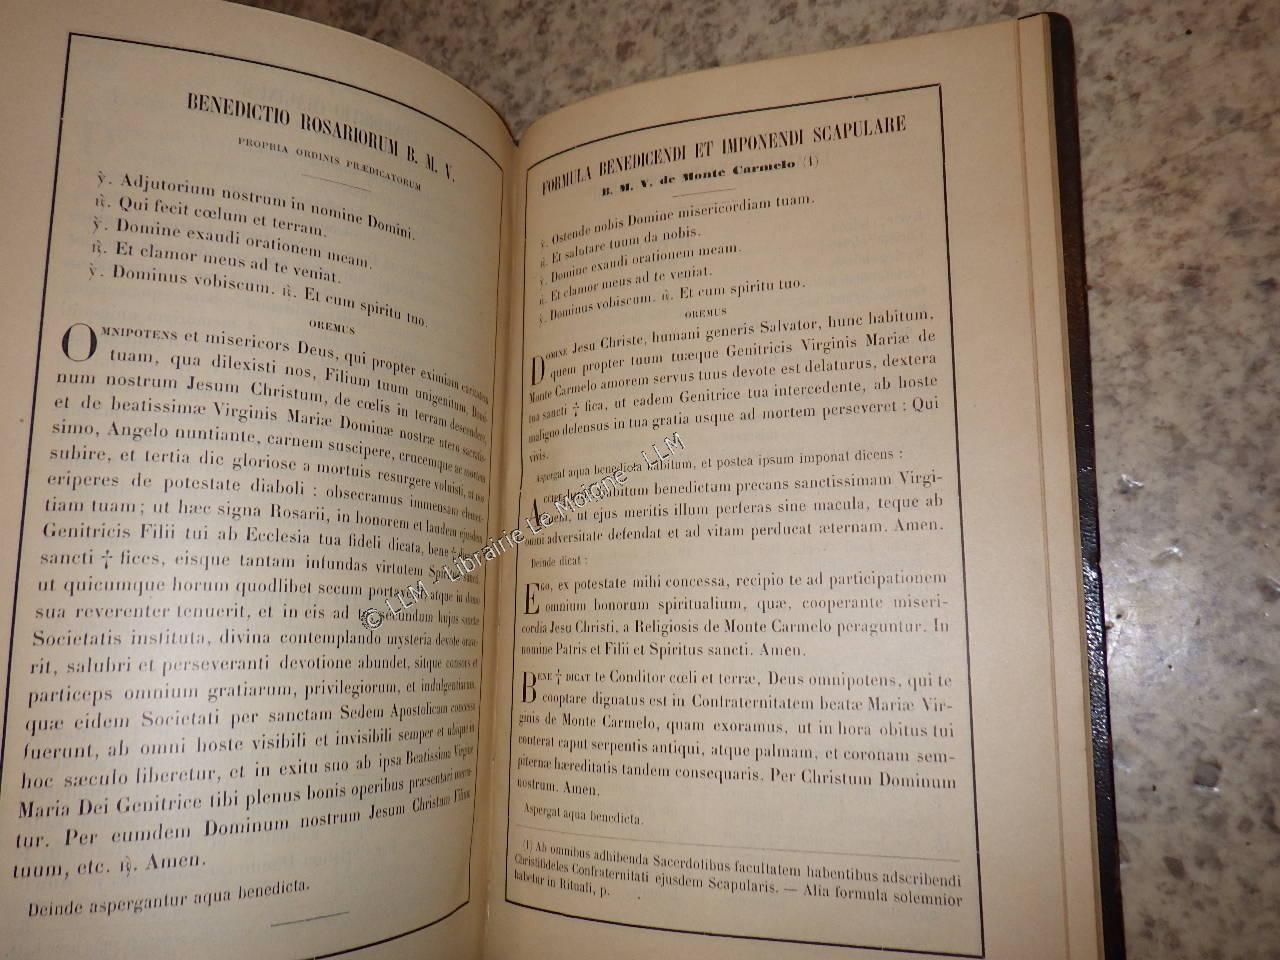 BENEDICTIO ROSARIORUM B. M. V.
PROPRIA ORDINIS PRÆDICATORUM
℣. Adjutorium nostrum in nomine Domini.
℟. Qui fecit cœlum et terram.
℣. Domine exaudi orationem meam.
℟. Et clamor meus ad te veniat.
℣. Dominus vobiscum. ℟. Et cum spiritu tuo.
OREMUS
OMNIPOTENS et misericors Deus, qui propter eximiam caritatem
tuam, qua dilexisti nos, Filium tuum unigenitum, Domi-
num nostrum Jesum Christum, de cœlis in terram descendere,
et de beatissimæ Virginis Mariæ Dominæ nostræ utero sacratis-
simo, Angelo nuntiante, carnem suscipere, crucemque ac mortem
subire, et tertia die gloriose a mortuis resurgere voluisti, ut nos
eriperes de potestate diaboli : obsecramus immensam clemen-
tiam tuam ; ut hæc signa Rosarii, in honorem et laudem ejusdem
Genitricis Filii tui ab Ecclesia tua fideli dicata, bene † dicas et
sancti † fices, eisque tantam infundas virtutem Spiritus sancti,
ut quicumque horum quodlibet secum portaverit atque in domo
sua reverenter tenuerit, et in eis ad te secundum hujus sanctæ
Societatis instituta, divina contemplando mysteria devote orave-
rit, salubri et perseveranti devotione abundet, sitque consors et
particeps omnium gratiarum, privilegiorum, et indulgentiarum,
quæ eidem Societati per sanctam Sedem Apostolicam concessa
fuerunt, ab omni hoste visibili et invisibili semper et ubique in
hoc sæculo liberetur, et in exitu suo ab ipsa Beatissima Virgine
Maria Dei Genitrice tibi plenus bonis operibus præsentari merea-
tur. Per eumdem Dominum nostrum Jesum Christum Filium
tuum, etc. ℟. Amen.
Deinde aspergantur aqua benedicta.
FORMULA BENEDICENDI ET IMPONENDI SCAPULARE
B. M. V. de Monte Carmelo (1)
℣. Ostende nobis Domine misericordiam tuam.
℟. Et salutare tuum da nobis.
℣. Domine exaudi orationem meam.
℟. Et clamor meus ad te veniat.
℣. Dominus vobiscum. ℟. Et cum spiritu tuo.
OREMUS
DOMINE Jesu Christe, humani generis Salvator, hunc habitum,
quem propter tuum tuæque Genitricis Virginis Mariæ de
Monte Carmelo amorem servus tuus devote est delaturus, dextera
tua sancti † fica, ut eadem Genitrice tua intercedente, ab hoste
maligno defensus in tua gratia usque ad mortem perseveret : Qui
vivis.
Aspergat aqua benedicta habitum, et postea ipsum imponat dicens :
ACCIPE habitum benedictum precans sanctissimam Virgi-
nem, ut ejus meritis illum perferas sine macula, teque ab
omni adversitate defendat et ad vitam perducat æternam. Amen.
Deinde dicat :
EGO, ex potestate mihi concessa, recipio te ad participationem
omnium bonorum spiritualium, quæ, cooperante miseri-
cordia Jesu Christi, a Religiosis de Monte Carmelo peraguntur. In
nomine Patris et Filii et Spiritus sancti. Amen.
BENE † DICAT te Conditor cœli et terræ, Deus omnipotens, qui te
cooptare dignatus est in Confraternitatem beatæ Mariæ Vir-
ginis de Monte Carmelo, quam exoramus, ut in hora obitus tui
conterat caput serpentis antiqui, atque palmam, et coronam sem-
piternæ hæreditatis tandem consequaris. Per Christum Dominum
nostrum. Amen.
Aspergat aqua benedicta.
(1) Ab omnibus adhibenda Sacerdotibus facultatem habentibus adscribendi
Christifideles Confraternitati ejusdem Scapularis. — Alia formula solemnior
habetur in Rituali, p.
© LLM - Librairie Le Moigne - LLM